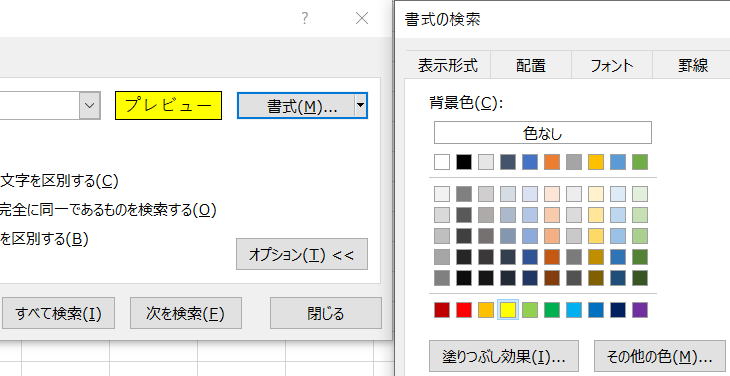 ?
プレビュー
書式(M)...
文字を区別する(C)
完全に同一であるものを検索する(O)
を区別する(B)
オプション(T) <<
すべて検索(I)
次を検索(F)
閉じる
書式の検索
表示形式
配置
フォント
罫線
背景色(C):
色なし
塗りつぶし効果(I)...
その他の色(M)...